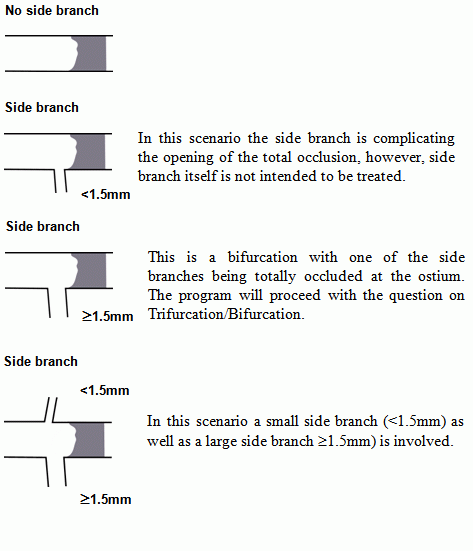 No side branch
Side branch
In this scenario the side branch is complicating
the opening of the total occlusion, however, side
branch itself is not intended to be treated.
<1.5mm
Side branch
This is a bifurcation with one of the side
branches being totally occluded at the ostium.
The program will proceed with the question on
Trifurcation/Bifurcation.
≥1.5mm
Side branch
<1.5mm
In this scenario a small side branch (<1.5mm) as
well as a large side branch ≥1.5mm) is involved.
≥1.5mm